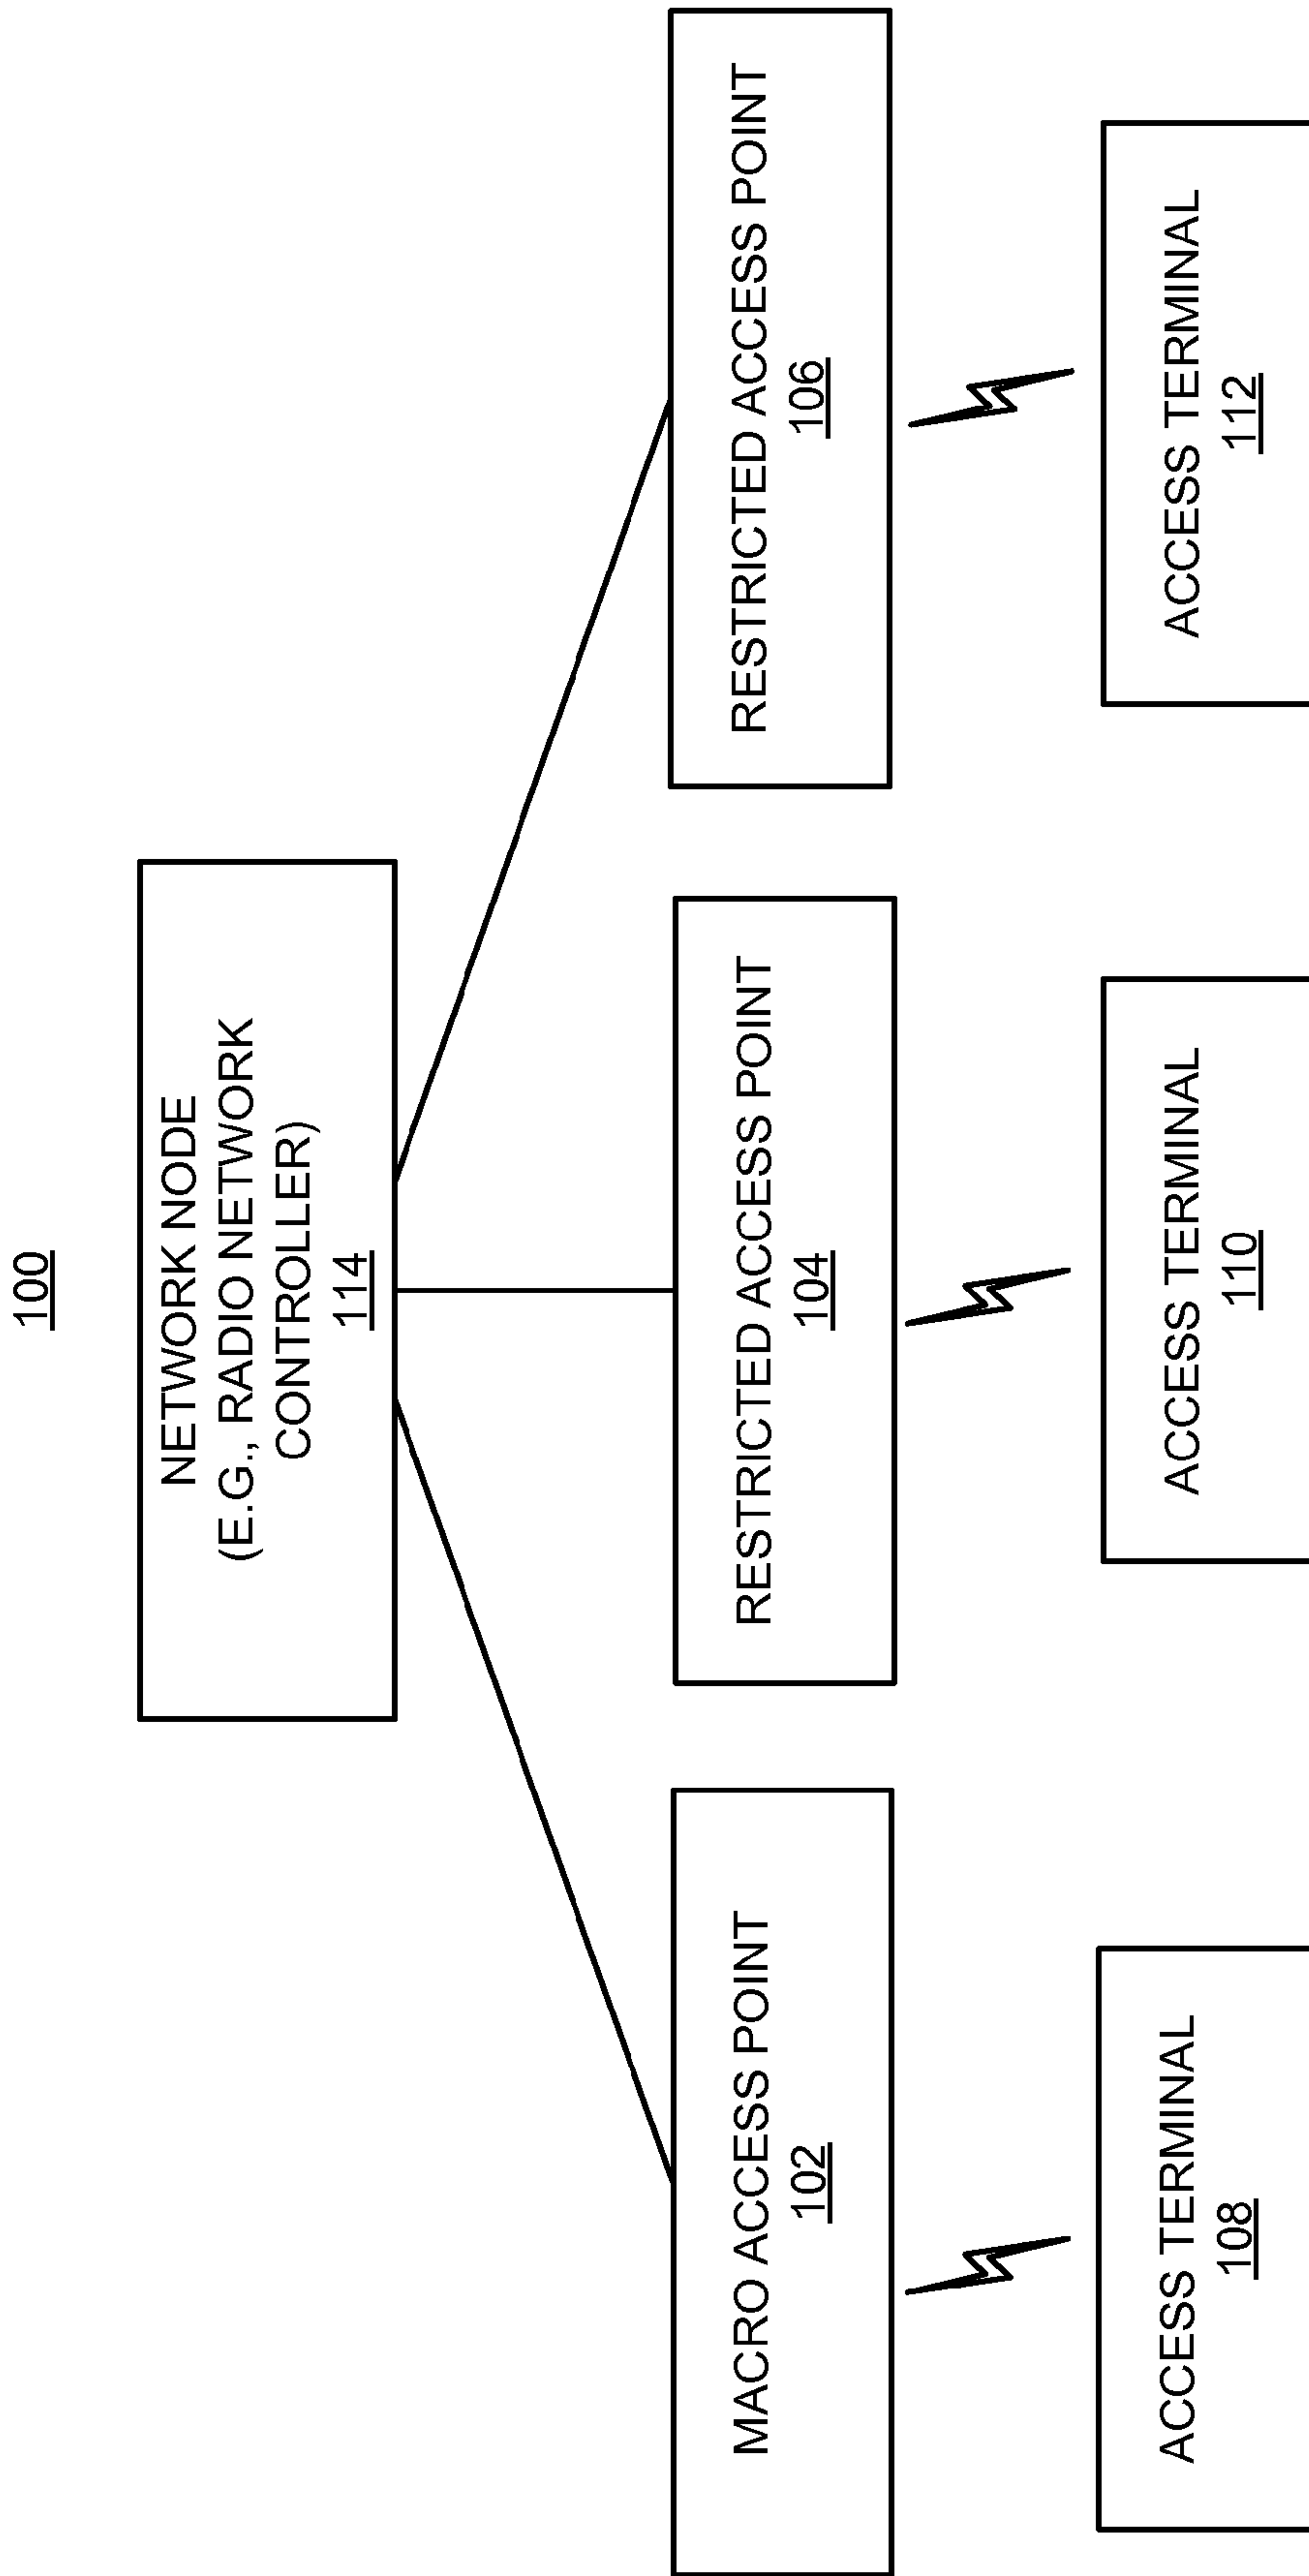 100
NETWORK NODE
(E.G., RADIO NETWORK
CONTROLLER)
114
MACRO ACCESS POINT
102
RESTRICTED ACCESS POINT
104
RESTRICTED ACCESS POINT
106
ACCESS TERMINAL
108
ACCESS TERMINAL
110
ACCESS TERMINAL
112